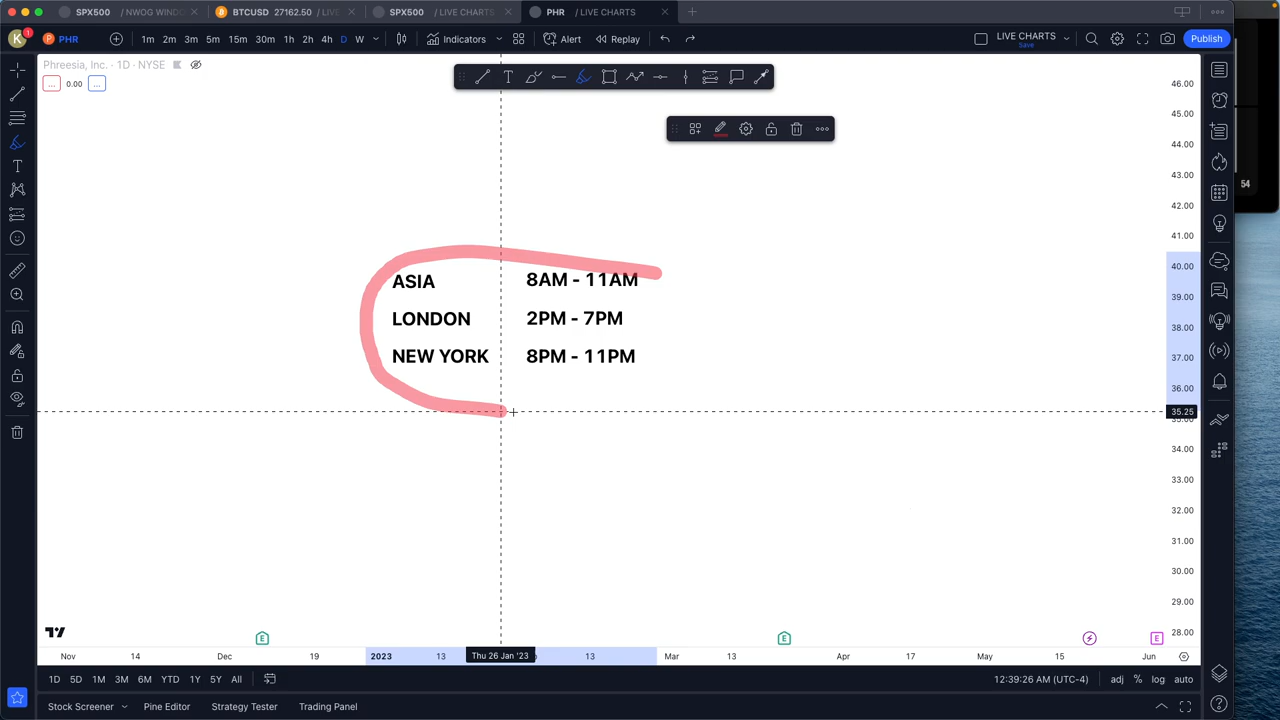 SPX500 / NWOG WINDO
BTCUSD 27162.50 / LIVE
SPX500 / LIVE CHARTS
PHR / LIVE CHARTS
K 1 PHR 1m 2m 3m 5m 15m 30m 1h 2h 4h D W Indicators Alert Replay LIVE CHARTS Save Publish
Phreesia, Inc. · 1D · NYSE
... 0.00 ...
46.00
45.00
44.00
43.00
42.00
41.00
40.00
39.00
38.00
37.00
36.00
35.25
34.00
33.00
32.00
31.00
30.00
29.00
28.00
54
ASIA 8AM - 11AM
LONDON 2PM - 7PM
NEW YORK 8PM - 11PM
E E E
Nov 14 Dec 19 2023 13 Thu 26 Jan '23 13 Mar 13 Apr 17 May 15 Jun
1D 5D 1M 3M 6M YTD 1Y 5Y All 12:39:26 AM (UTC-4) adj % log auto
Stock Screener Pine Editor Strategy Tester Trading Panel